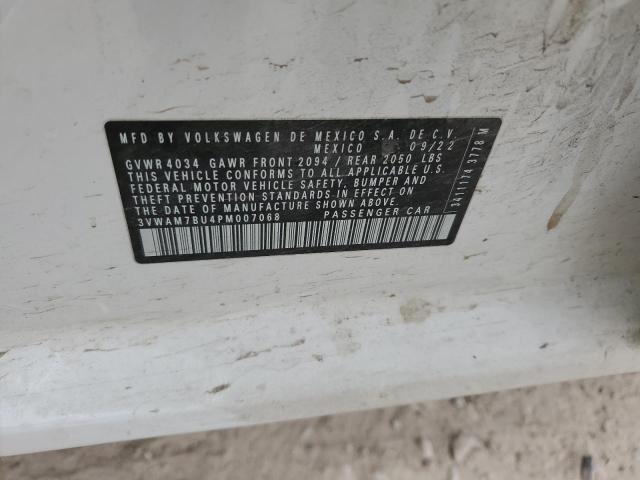 MFD BY VOLKSWAGEN DE MEXICO S.A. DE C.V.
MEXICO 09/22
GVWR 4034 GAWR FRONT 2094 / REAR 2050 LBS
THIS VEHICLE CONFORMS TO ALL APPLICABLE U.S.
FEDERAL MOTOR VEHICLE SAFETY, BUMPER AND
THEFT PREVENTION STANDARDS IN EFFECT ON
THE DATE OF MANUFACTURE SHOWN ABOVE.
3VWAM7BU4PM007068 PASSENGER CAR
3411174 3778 M